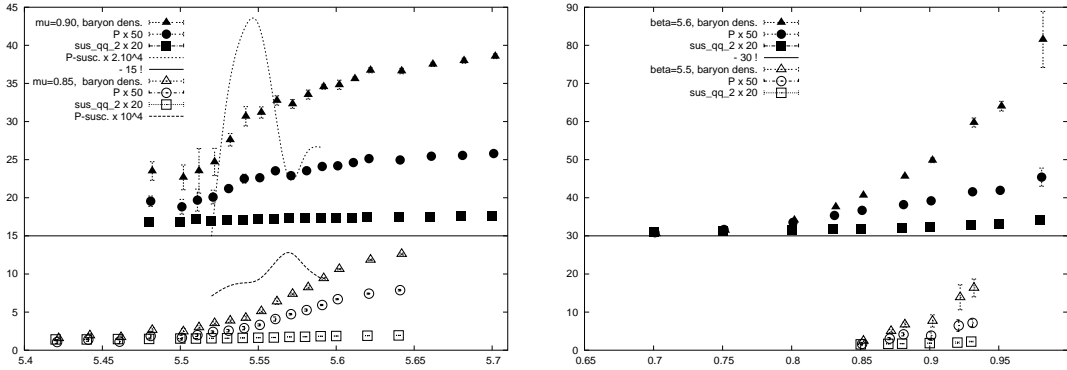 45
40
35
30
25
20
15
10
5
0
mu=0.90, baryon dens.
P x 50
sus_qq_2 x 20
P-susc. x 2.10^4
- 15 !
mu=0.85, baryon dens.
P x 50
sus_qq_2 x 20
P-susc. x 10^4
5.4 5.45 5.5 5.55 5.6 5.65 5.7
90
80
70
60
50
40
30
20
10
0
beta=5.6, baryon dens.
P x 50
sus_qq_2 x 20
- 30 !
beta=5.5, baryon dens.
P x 50
sus_qq_2 x 20
0.65 0.7 0.75 0.8 0.85 0.9 0.95